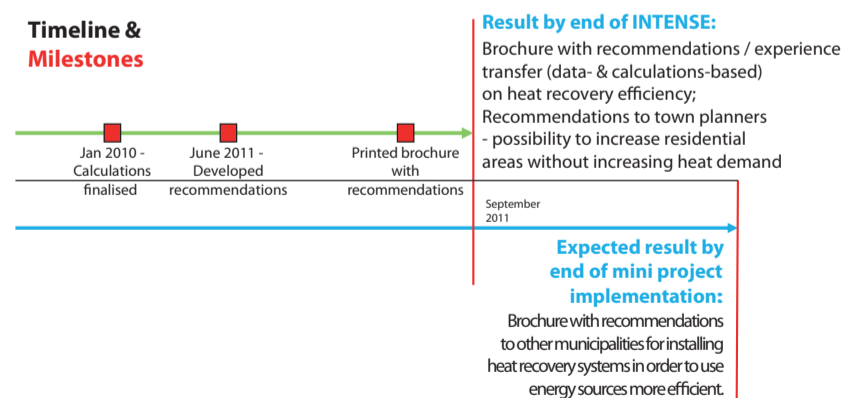 Timeline &
Milestones
Result by end of INTENSE:
Brochure with recommendations / experience
transfer (data- & calculations-based)
on heat recovery efficiency;
Recommendations to town planners
- possibility to increase residential
areas without increasing heat demand
Jan 2010 -
Calculations
finalised
June 2011 -
Developed
recommendations
Printed brochure
with
recommendations
September
2011
Expected result by
end of mini project
implementation:
Brochure with recommendations
to other municipalities for installing
heat recovery systems in order to use
energy sources more efficient.